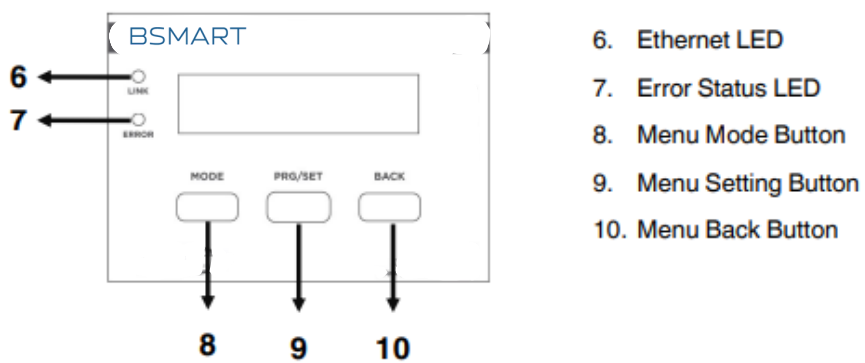 BSMART
6
LINK
7
ERROR
MODE PRG/SET BACK
8 9 10
6. Ethernet LED
7. Error Status LED
8. Menu Mode Button
9. Menu Setting Button
10. Menu Back Button